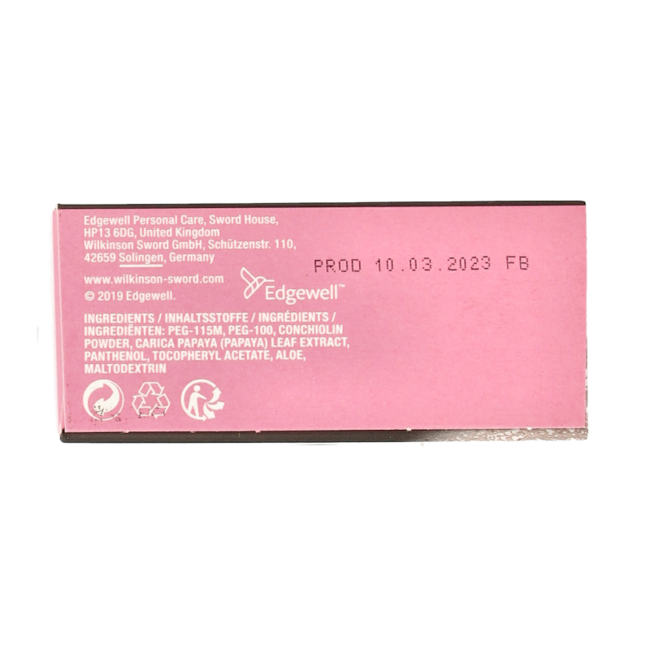 Edgewell Personal Care, Sword House,
HP13 6DG, United Kingdom
Wilkinson Sword GmbH, Schützenstr. 110,
42659 Solingen, Germany
www.wilkinson-sword.com
© 2019 Edgewell.
Edgewell™
PROD 10.03.2023 FB
INGREDIENTS / INHALTSSTOFFE / INGRÉDIENTS /
INGREDIËNTEN: PEG-115M, PEG-100, CONCHIOLIN
POWDER, CARICA PAPAYA (PAPAYA) LEAF EXTRACT,
PANTHENOL, TOCOPHERYL ACETATE, ALOE,
MALTODEXTRIN